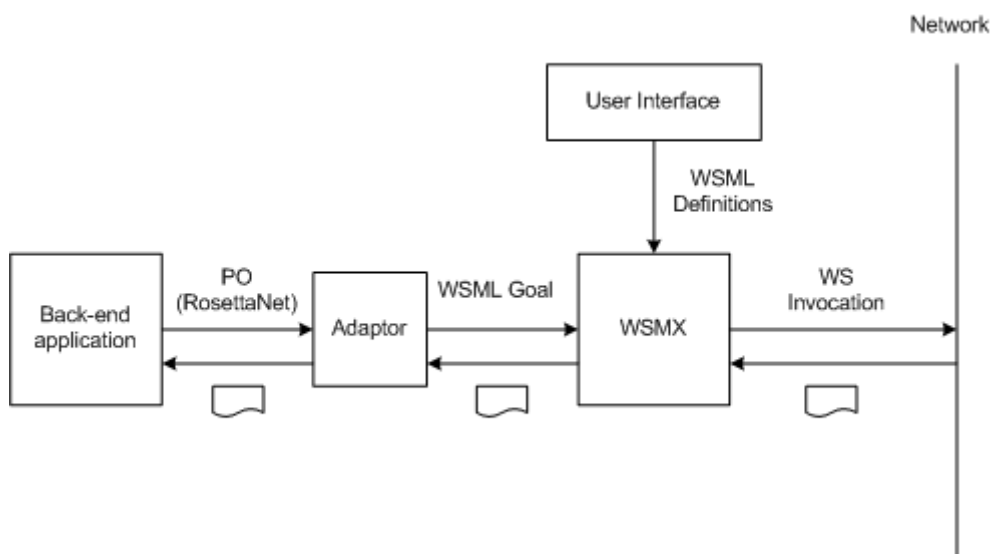 Network
User Interface
WSML
Definitions
PO
(RosettaNet)
WSML Goal
WS
Invocation
Back-end
application
Adaptor
WSMX